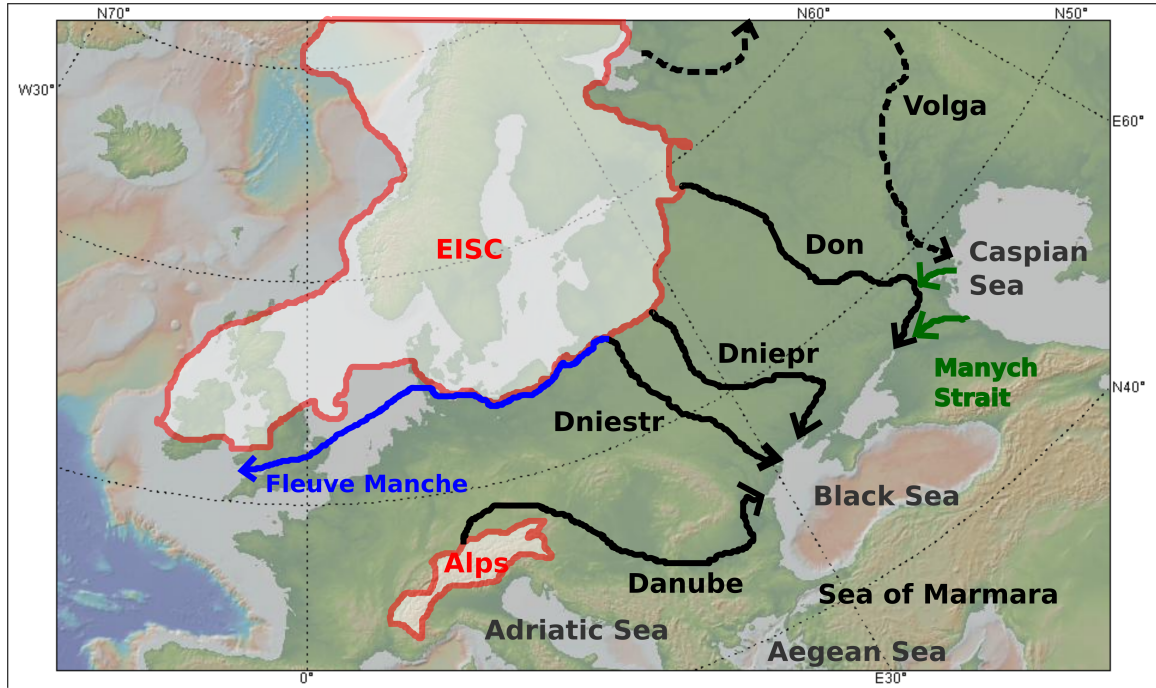 N70°
N60°
N50°
W30°
Volga
E60°
EISC
Don
Caspian
Sea
Dniepr
Manych
Strait
N40°
Dniestr
Fleuve Manche
Black Sea
Alps
Danube
Sea of Marmara
Adriatic Sea
Aegean Sea
0°
E30°